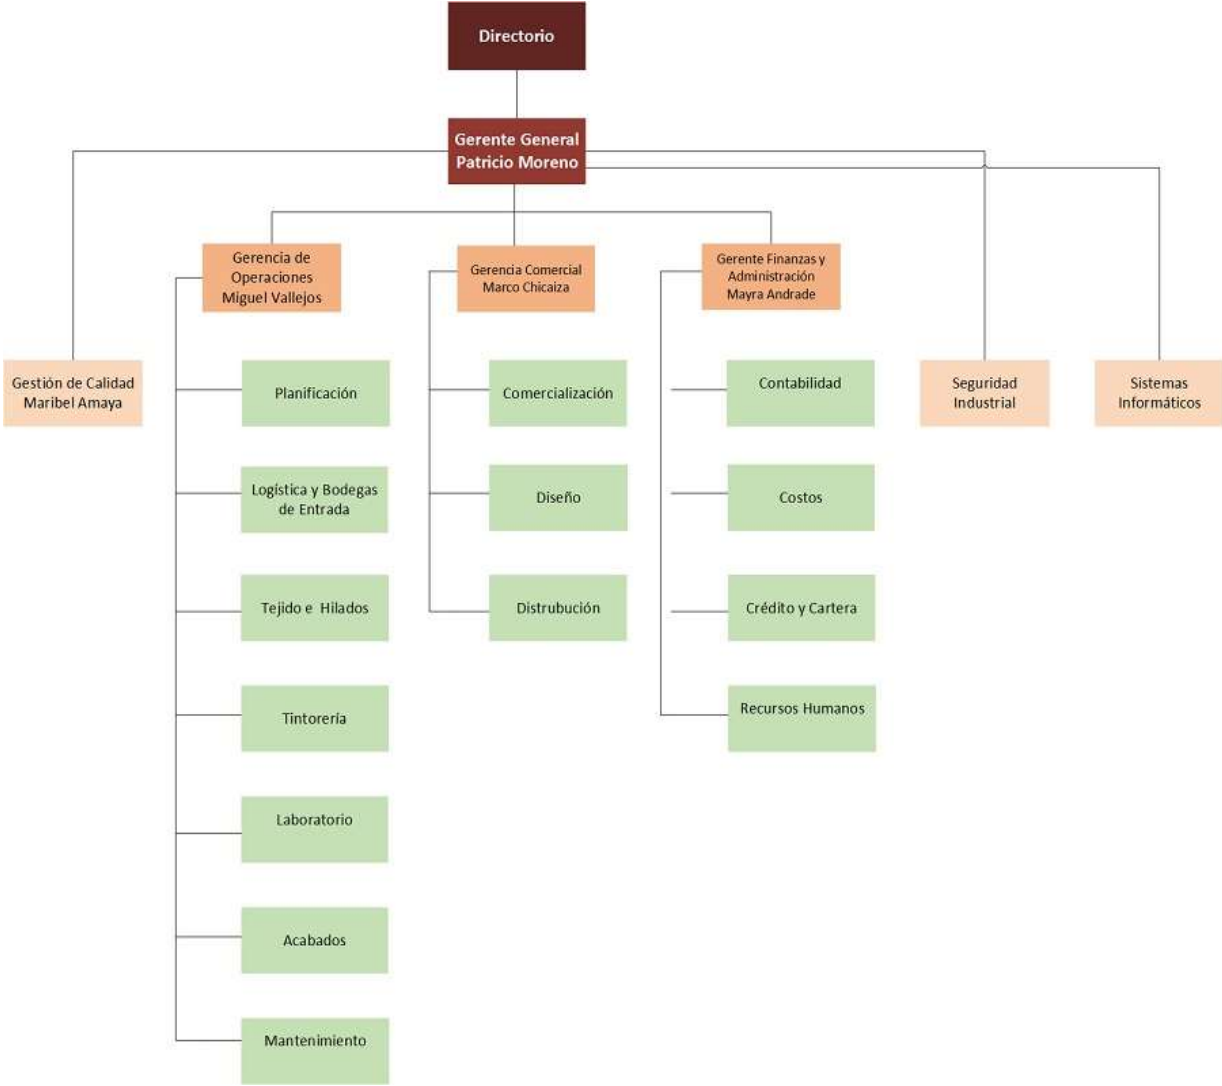 Directorio
Gerente General
Patricio Moreno
Gerencia de
Operaciones
Miguel Vallejos
Gerencia Comercial
Marco Chicaiza
Gerente Finanzas y
Administración
Mayra Andrade
Gestión de Calidad
Maribel Amaya
Planificación
Comercialización
Contabilidad
Seguridad
Industrial
Sistemas
Informáticos
Logística y Bodegas
de Entrada
Diseño
Costos
Tejido e Hilados
Distrubución
Crédito y Cartera
Tintorería
Recursos Humanos
Laboratorio
Acabados
Mantenimiento